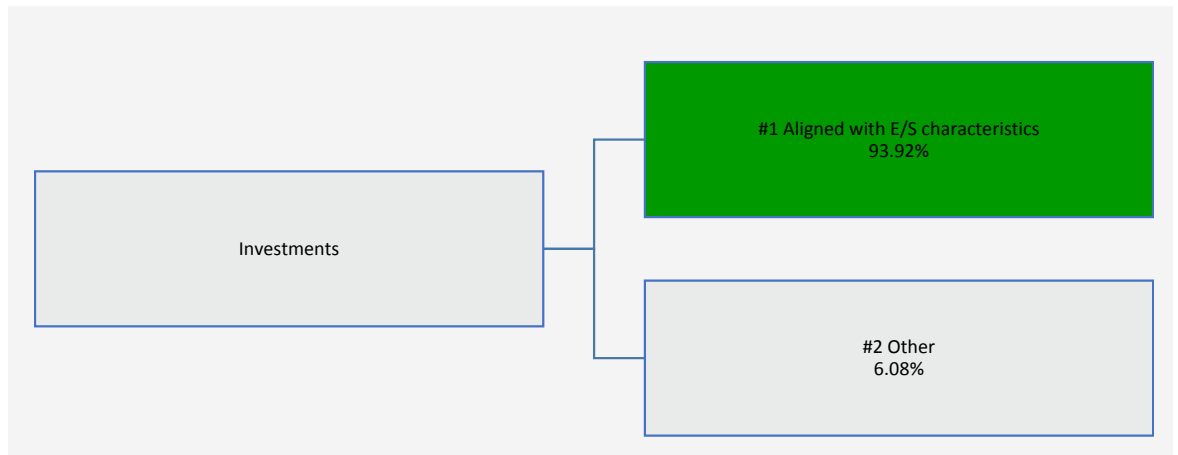 Investments
#1 Aligned with E/S characteristics
93.92%
#2 Other
6.08%